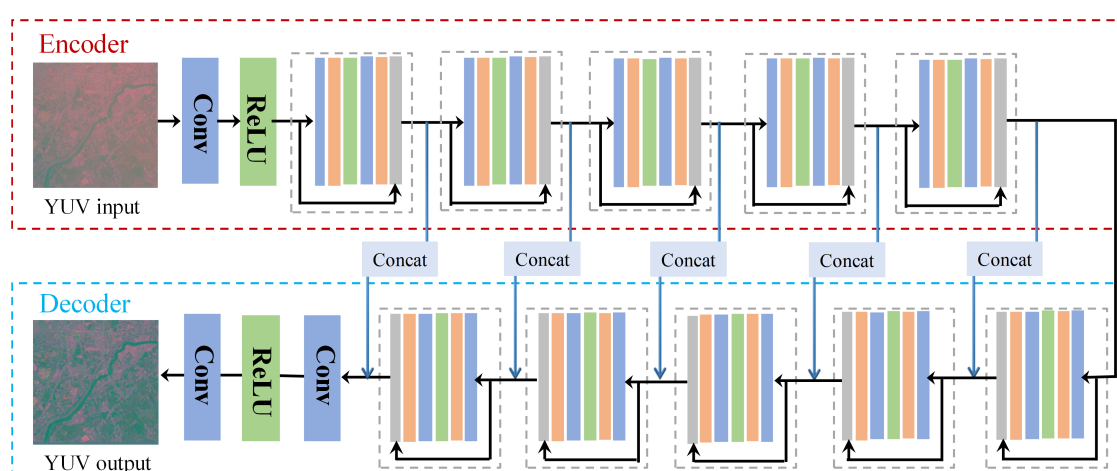 Encoder
Conv
ReLU
YUV input
Concat
Concat
Concat
Concat
Concat
Decoder
Conv
ReLU
Conv
YUV output